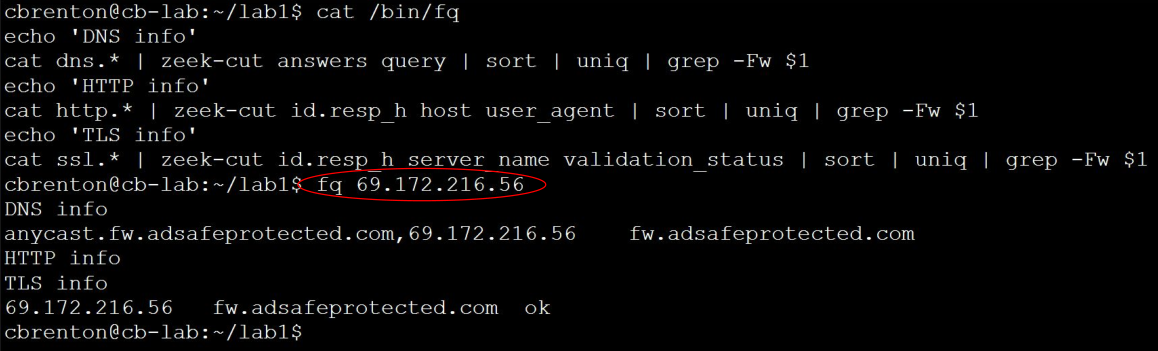 cbrenton@cb-lab:~/lab1$ cat /bin/fq
echo 'DNS info'
cat dns.* | zeek-cut answers query | sort | uniq | grep -Fw $1
echo 'HTTP info'
cat http.* | zeek-cut id.resp_h host user_agent | sort | uniq | grep -Fw $1
echo 'TLS info'
cat ssl.* | zeek-cut id.resp_h server_name validation_status | sort | uniq | grep -Fw $1
cbrenton@cb-lab:~/lab1$ fq 69.172.216.56
DNS info
anycast.fw.adsafeprotected.com,69.172.216.56    fw.adsafeprotected.com
HTTP info
TLS info
69.172.216.56   fw.adsafeprotected.com  ok
cbrenton@cb-lab:~/lab1$